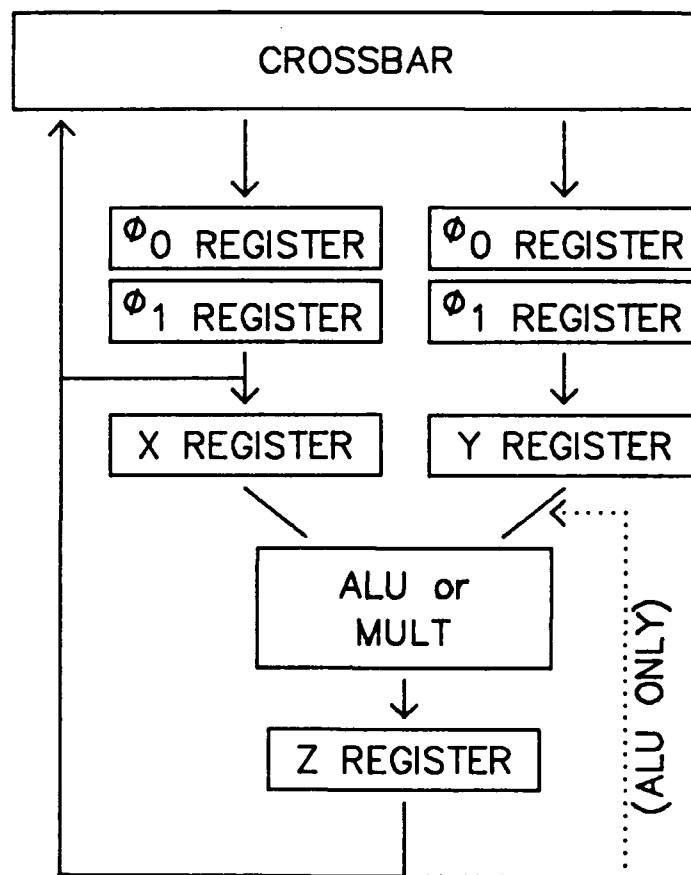 CROSSBAR
ϕ0 REGISTER
ϕ0 REGISTER
ϕ1 REGISTER
ϕ1 REGISTER
X REGISTER
Y REGISTER
ALU or
MULT
(ALU ONLY)
Z REGISTER